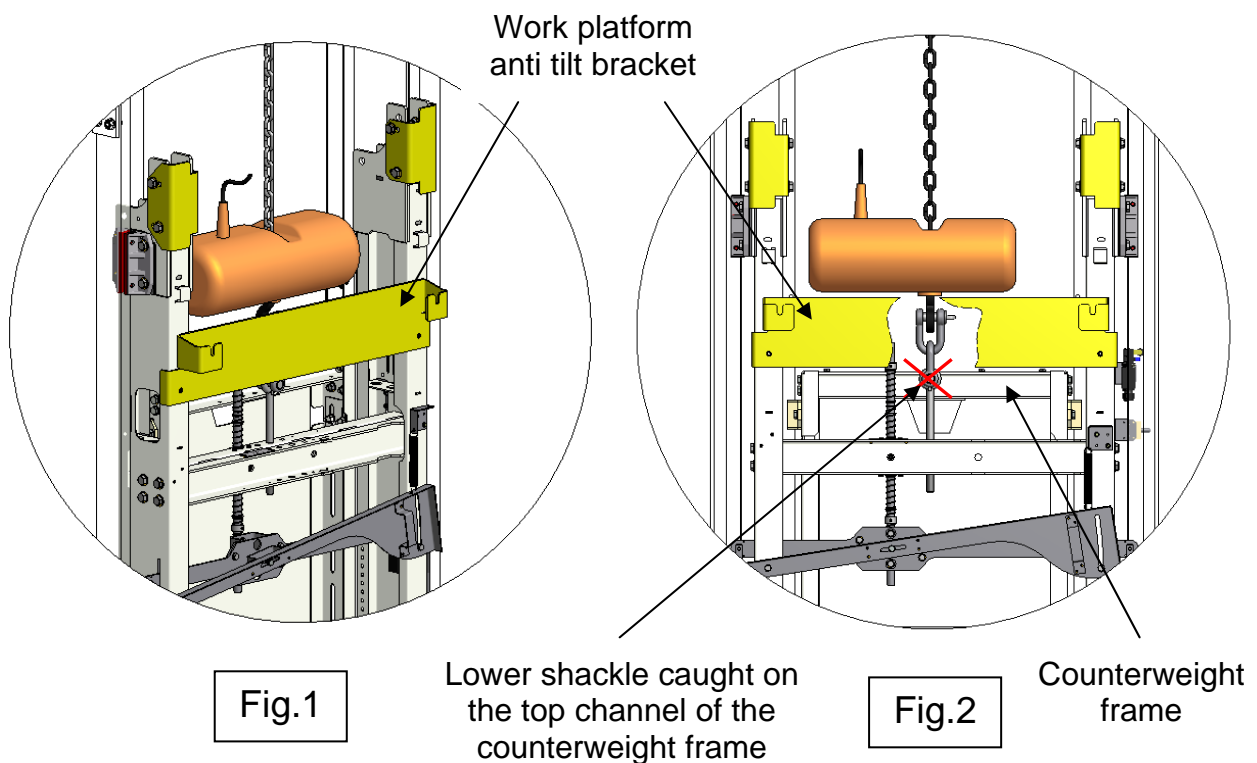 Work platform
anti tilt bracket
Fig.1
Lower shackle caught on
the top channel of the
counterweight frame
Fig.2
Counterweight
frame